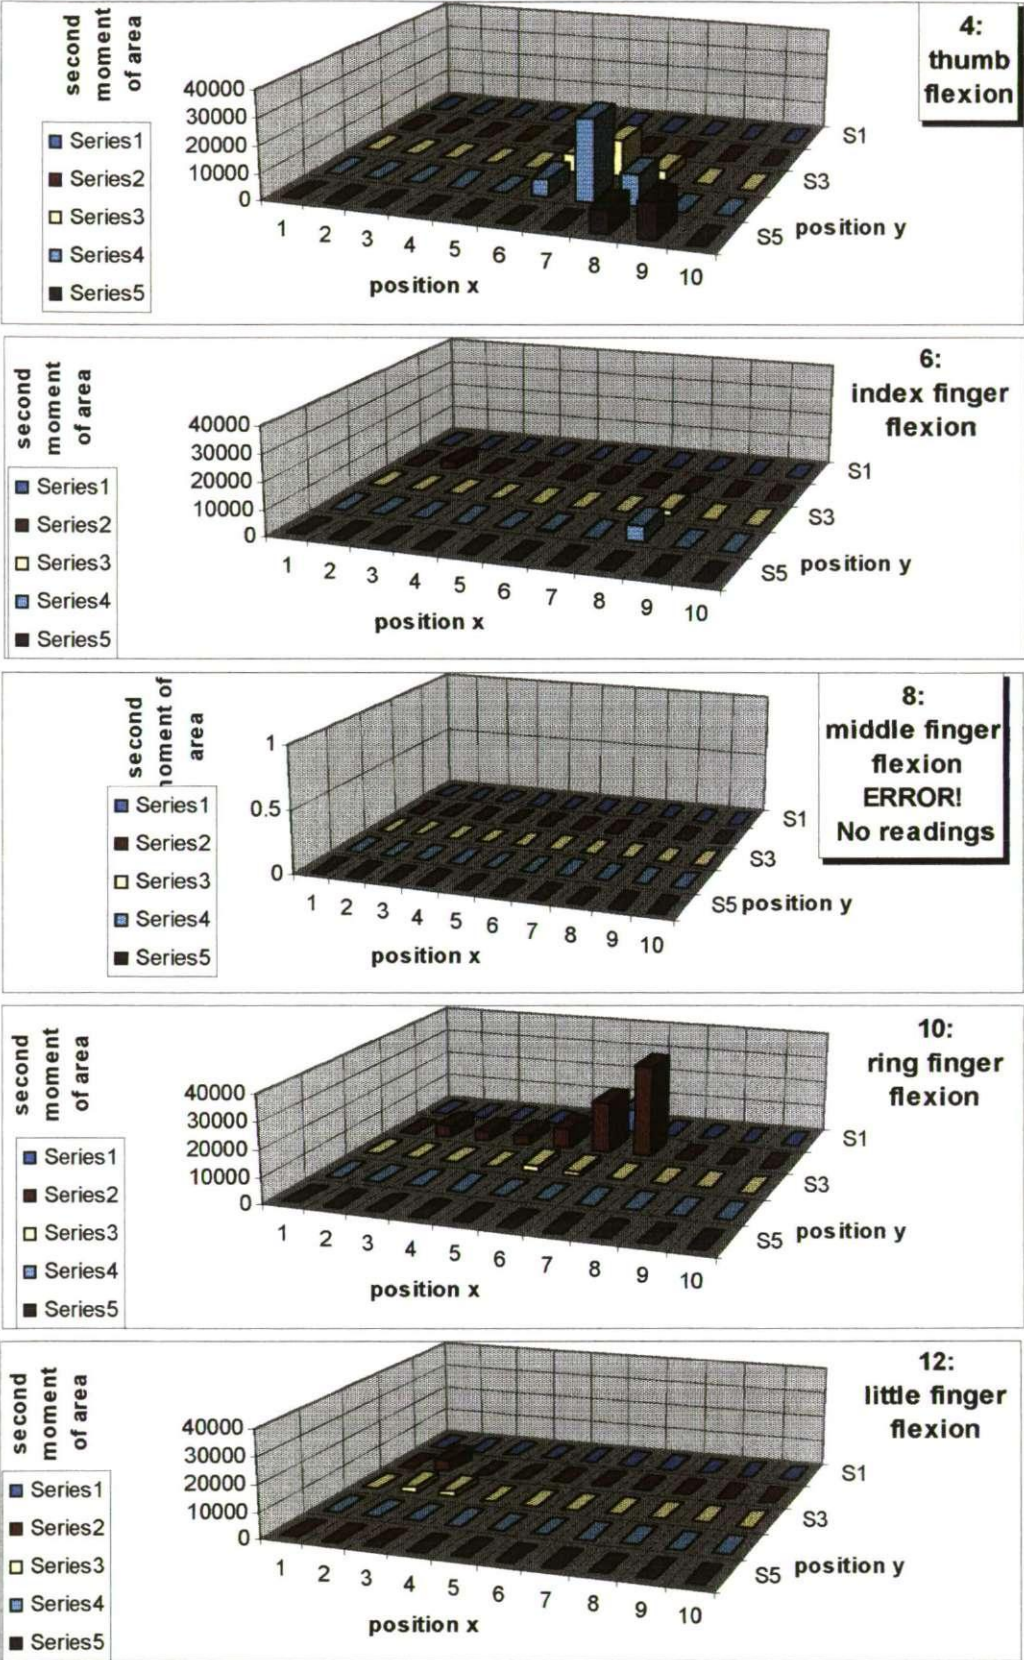 second
moment
of area
40000
30000
20000
10000
0
Series1
Series2
Series3
Series4
Series5
1 2 3 4 5 6 7 8 9 10
position x
S1
S3
S5 position y
4:
thumb
flexion
second
moment
of area
40000
30000
20000
10000
0
Series1
Series2
Series3
Series4
Series5
1 2 3 4 5 6 7 8 9 10
position x
S1
S3
S5 position y
6:
index finger
flexion
second
oment of
area
1
0.5
0
Series1
Series2
Series3
Series4
Series5
1 2 3 4 5 6 7 8 9 10
position x
S1
S3
S5 position y
8:
middle finger
flexion
ERROR!
No readings
second
moment
of area
40000
30000
20000
10000
0
Series1
Series2
Series3
Series4
Series5
1 2 3 4 5 6 7 8 9 10
position x
S1
S3
S5 position y
10:
ring finger
flexion
second
moment
of area
40000
30000
20000
10000
0
Series1
Series2
Series3
Series4
Series5
1 2 3 4 5 6 7 8 9 10
position x
S1
S3
S5 position y
12:
little finger
flexion